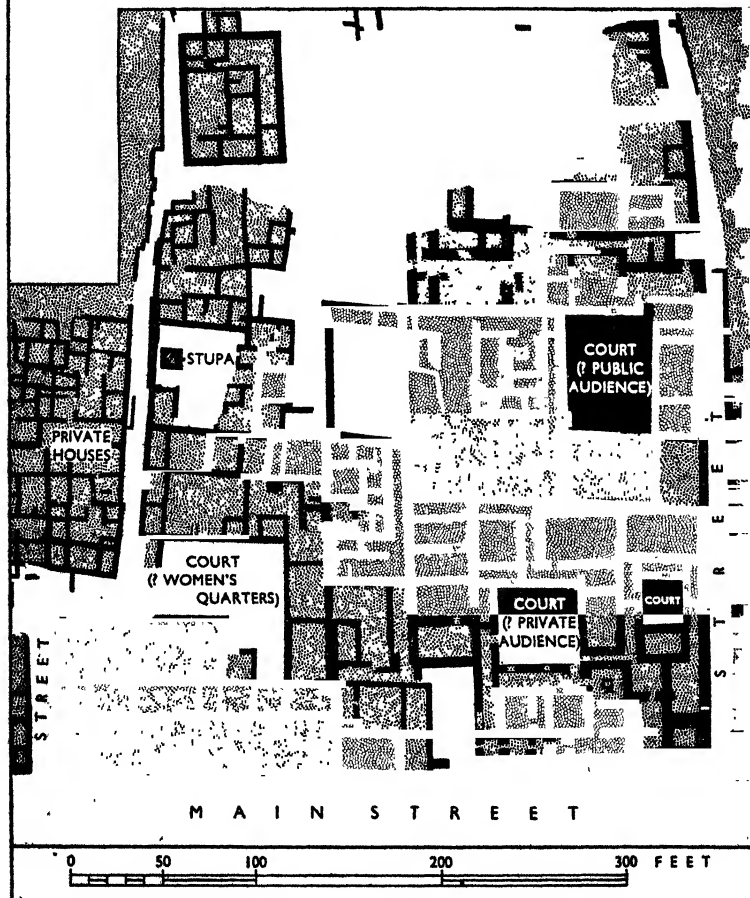 COURT
(? PUBLIC
AUDIENCE)
STUPA
PRIVATE
HOUSES
COURT
(? WOMEN'S
QUARTERS)
COURT
(? PRIVATE
AUDIENCE)
COURT
STREET
STREET
MAIN STREET
0 50 100 200 300 FEET